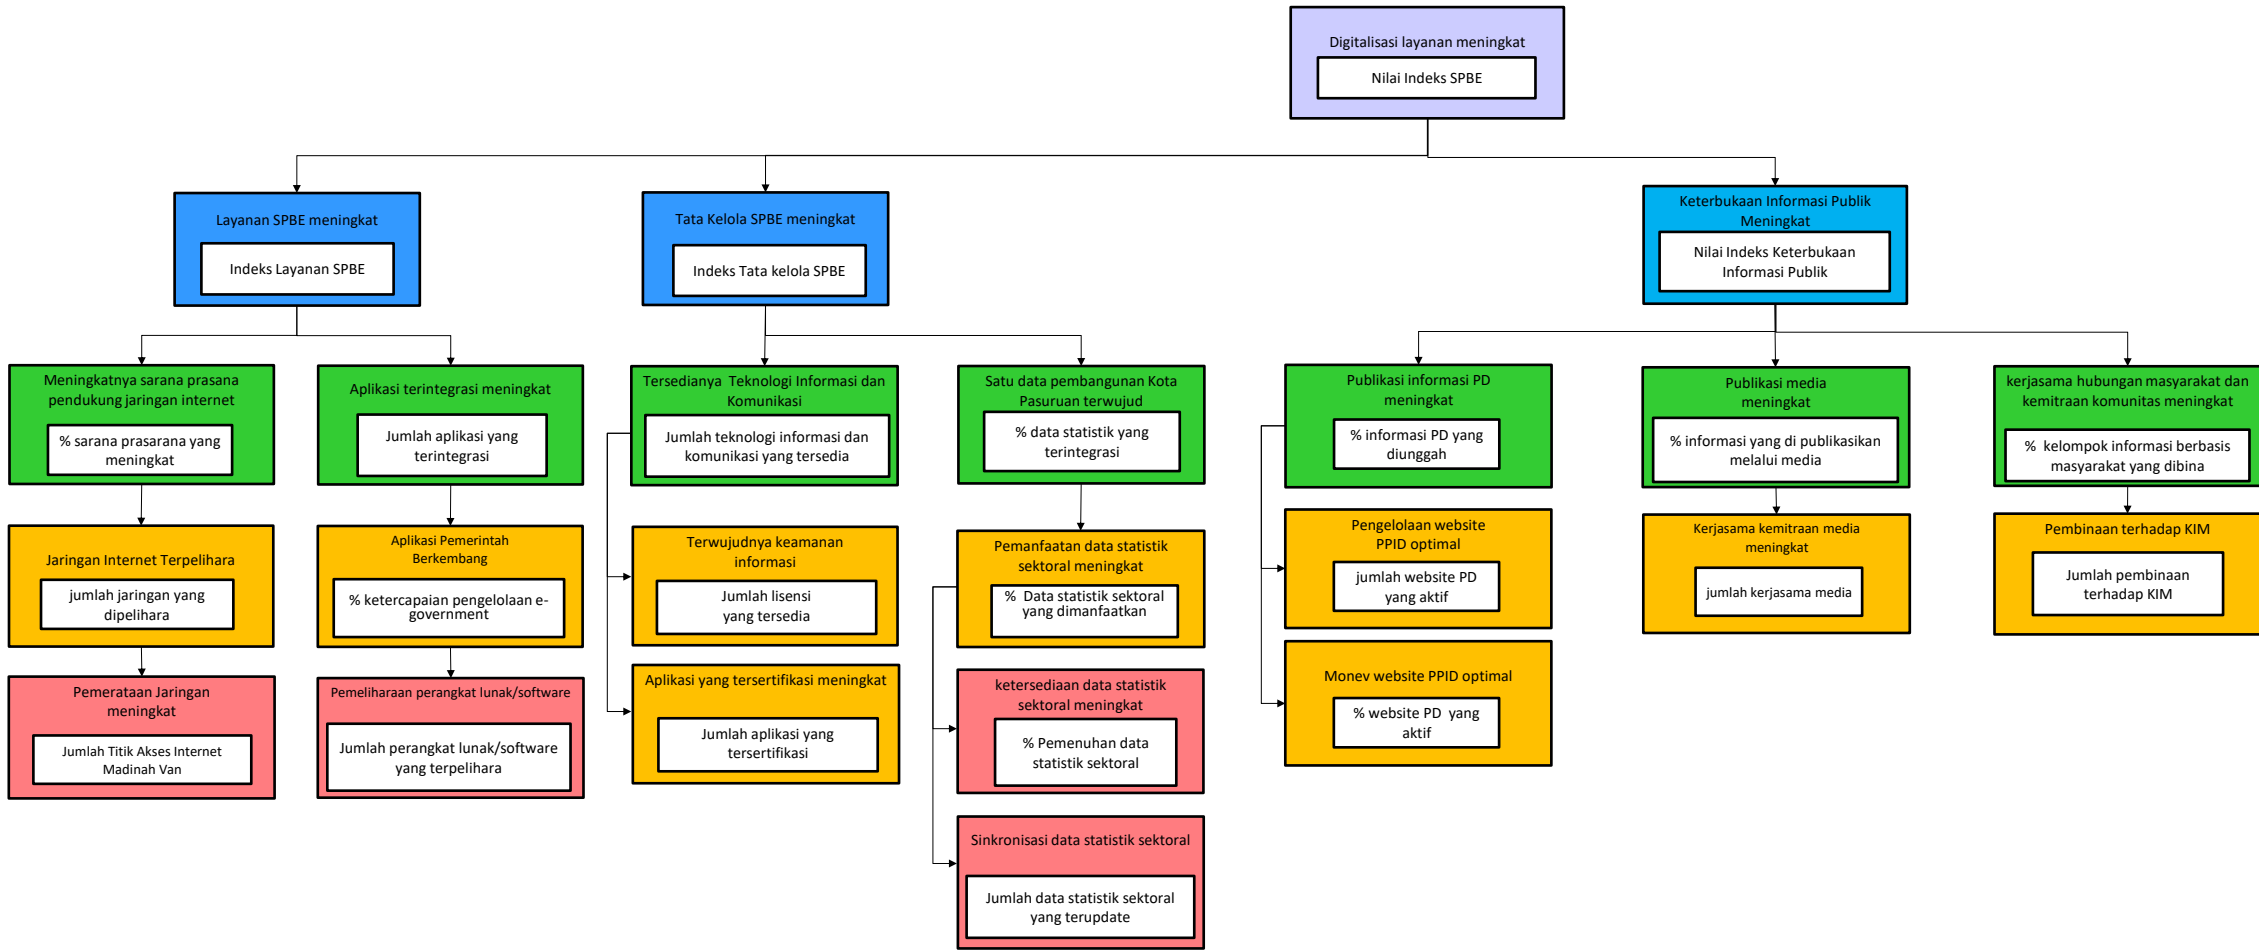 Digitalisasi layanan meningkat
Nilai Indeks SPBE
Layanan SPBE meningkat
Indeks Layanan SPBE
Tata Kelola SPBE meningkat
Indeks Tata kelola SPBE
Keterbukaan Informasi Publik
Meningkat
Nilai Indeks Keterbukaan
Informasi Publik
Meningkatnya sarana prasana
pendukung jaringan internet
% sarana prasarana yang
meningkat
Aplikasi terintegrasi meningkat
Jumlah aplikasi yang
terintegrasi
Tersedianya  Teknologi Informasi dan
Komunikasi
Jumlah teknologi informasi dan
komunikasi yang tersedia
Satu data pembangunan Kota
Pasuruan terwujud
% data statistik yang
terintegrasi
Publikasi informasi PD
meningkat
% informasi PD yang
diunggah
Publikasi media
meningkat
% informasi yang di publikasikan
melalui media
kerjasama hubungan masyarakat dan
kemitraan komunitas meningkat
%  kelompok informasi berbasis
masyarakat yang dibina
Jaringan Internet Terpelihara
jumlah jaringan yang
dipelihara
Aplikasi Pemerintah
Berkembang
% ketercapaian pengelolaan e-
government
Terwujudnya keamanan
informasi
Jumlah lisensi
yang tersedia
Pemanfaatan data statistik
sektoral meningkat
%  Data statistik sektoral
yang dimanfaatkan
Pengelolaan website
PPID optimal
jumlah website PD
yang aktif
Kerjasama kemitraan media
meningkat
jumlah kerjasama media
Pembinaan terhadap KIM
Jumlah pembinaan
terhadap KIM
Pemerataan Jaringan
meningkat
Jumlah Titik Akses Internet
Madinah Van
Pemeliharaan perangkat lunak/software
Jumlah perangkat lunak/software
yang terpelihara
Aplikasi yang tersertifikasi meningkat
Jumlah aplikasi yang
tersertifikasi
ketersediaan data statistik
sektoral meningkat
% Pemenuhan data
statistik sektoral
Monev website PPID optimal
% website PD  yang
aktif
Sinkronisasi data statistik sektoral
Jumlah data statistik sektoral
yang terupdate